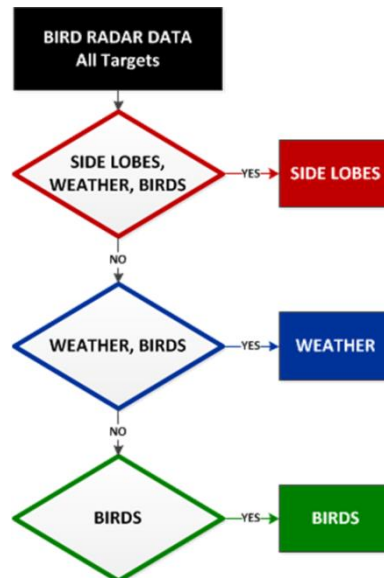 BIRD RADAR DATA
All Targets
SIDE LOBES,
WEATHER, BIRDS
YES
SIDE LOBES
NO
WEATHER, BIRDS
YES
WEATHER
NO
BIRDS
YES
BIRDS